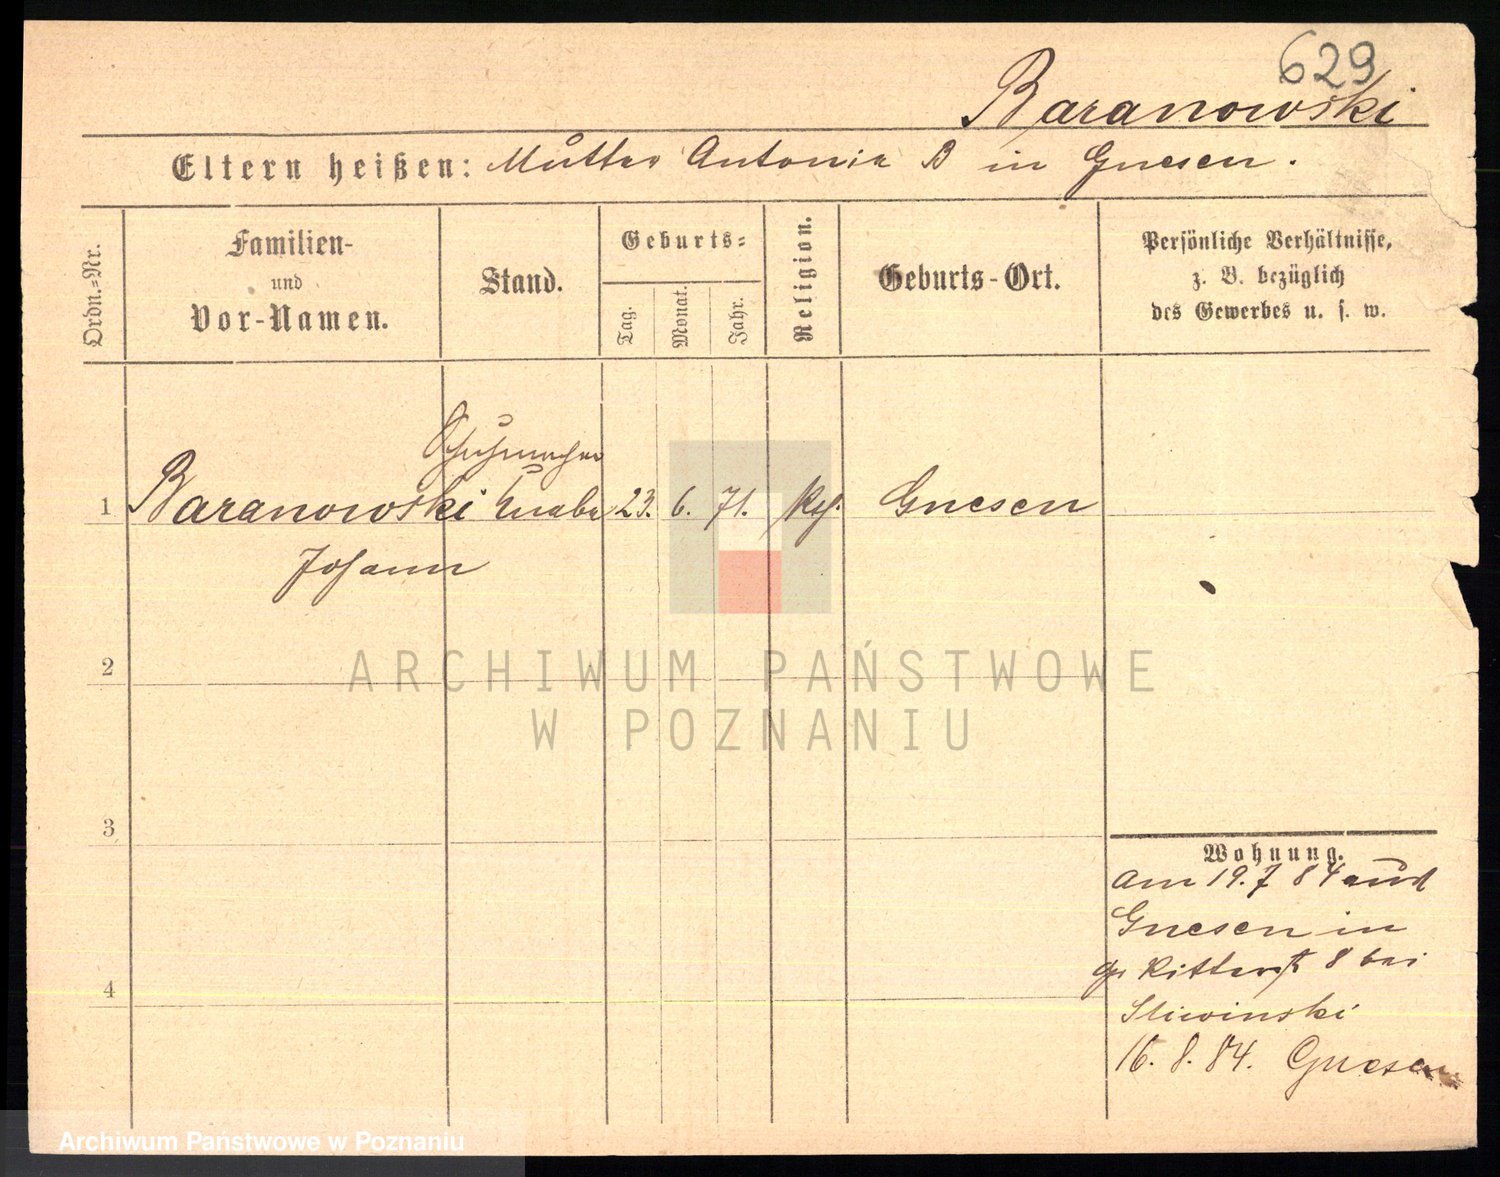 629
Baranowski
Eltern heißen: Mutter Antonie B in Gnesen.
Ordn.-Nr.
Familien-
und
Vor-Namen.
Stand.
Geburts-
Tag.
Monat.
Jahr.
Religion.
Geburts-Ort.
Persönliche Verhältnisse,
z. B. bezüglich
des Gewerbes u. s. w.
Schuhmacher
1 Baranowski 23. 6. 71. Gnesen
Johann
2
3
4
Wohnung.
Am 19. 7 84 aus
Gnesen in
gr Ritterst 8 bei
Sliwinski
16. 8. 84. Gnesen
ARCHIWUM PAŃSTWOWE
W POZNANIU
Archiwum Państwowe w Poznaniu